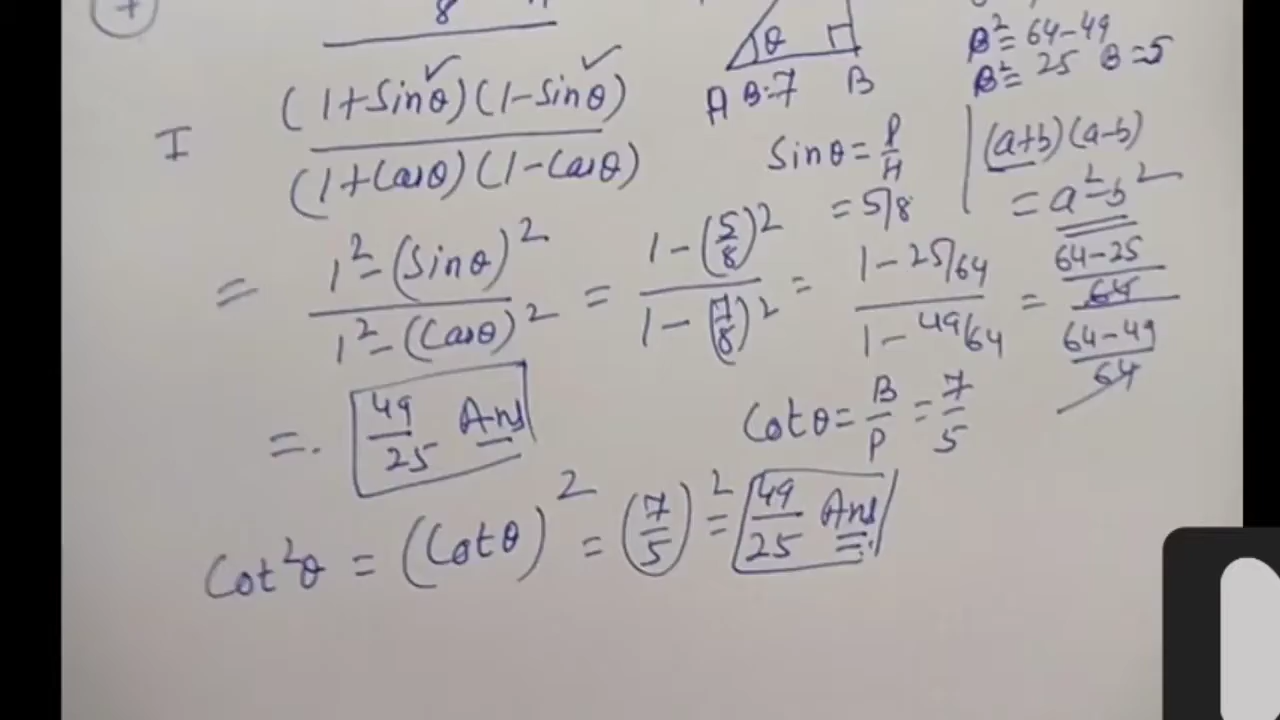 7
8
(1+Sinθ)(1-Sinθ)
I
(1+Cosθ)(1-Cosθ)
θ
A B=7 B
B²=64-49
B²= 25 B=5
Sinθ = P/H
= 5/8
(a+b)(a-b)
= a²-b²
= 1²-(Sinθ)² / 1²-(Cosθ)² = 1-(5/8)² / 1-(7/8)² = 1-25/64 / 1-49/64 = 64-25/64 / 64-49/64
=. 49/25 Ans
Cotθ = B/P = 7/5
Cot²θ = (Cotθ)² = (7/5)² = 49/25 Ans